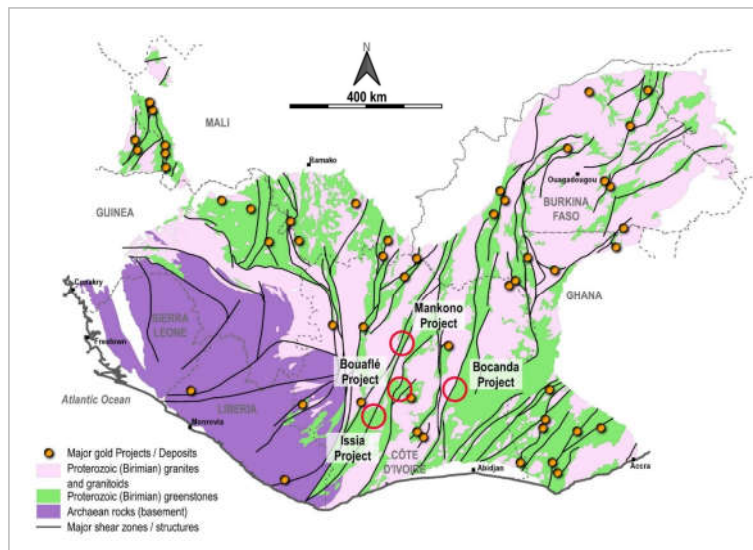 N
400 km
MALI
Bamako
GUINEA
Ouagadougou
BURKINA
FASO
GHANA
Conakry
SIERRA
LEONE
Freetown
Mankono
Project
Bouaflé
Project
Bocanda
Project
Atlantic Ocean
LIBERIA
Monrovia
Issia
Project
CÔTE
D'IVOIRE
Abidjan
Accra
Major gold Projects / Deposits
Proterozoic (Birimian) granites
and granitoids
Proterozoic (Birimian) greenstones
Archaean rocks (basement)
Major shear zones / structures